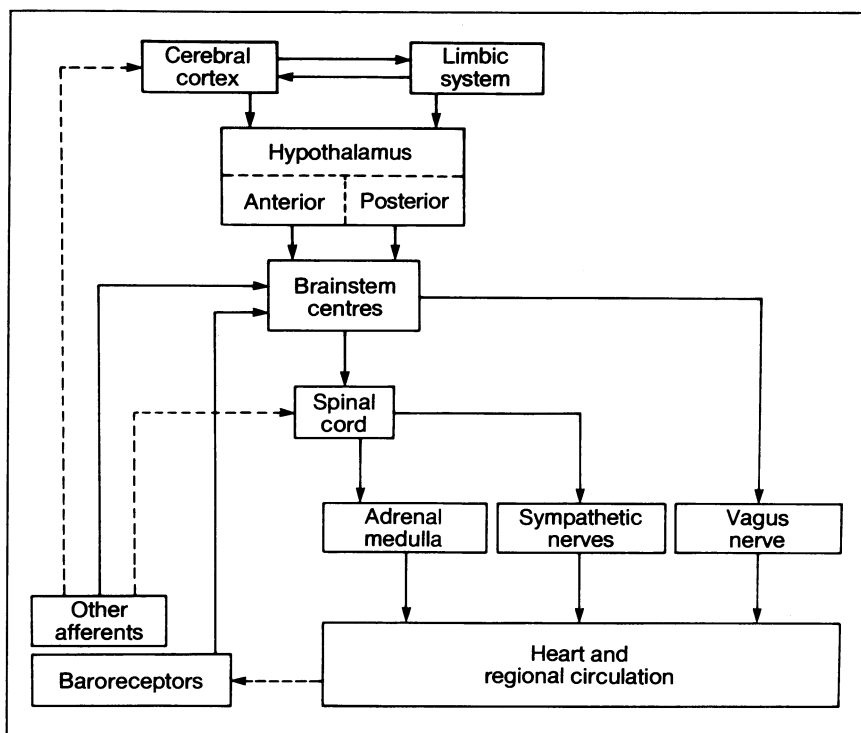 Cerebral
cortex
Limbic
system
Hypothalamus
Anterior
Posterior
Brainstem
centres
Spinal
cord
Adrenal
medulla
Sympathetic
nerves
Vagus
nerve
Other
afferents
Heart and
regional circulation
Baroreceptors